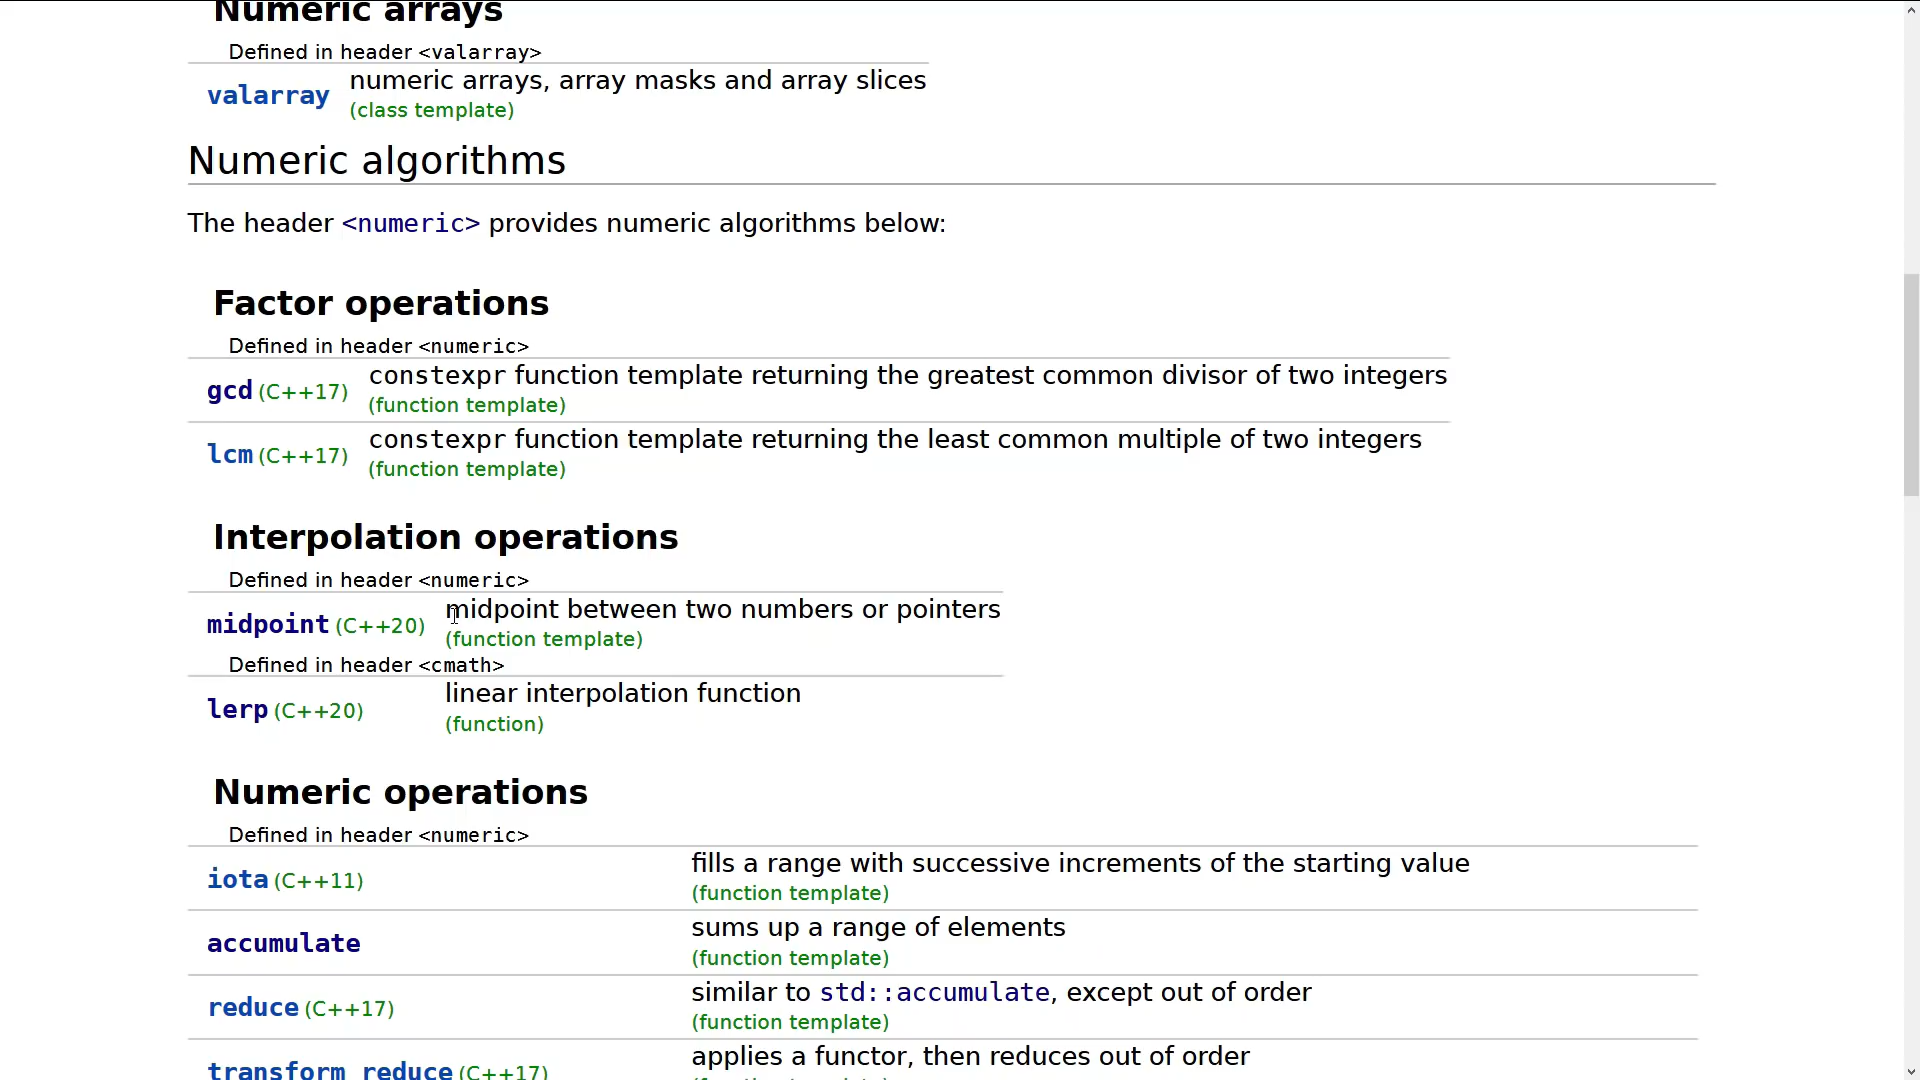 Numeric arrays
Defined in header <valarray>
valarray
numeric arrays, array masks and array slices
(class template)
Numeric algorithms
The header <numeric> provides numeric algorithms below:
Factor operations
Defined in header <numeric>
gcd (C++17)
constexpr function template returning the greatest common divisor of two integers
(function template)
lcm (C++17)
constexpr function template returning the least common multiple of two integers
(function template)
Interpolation operations
Defined in header <numeric>
midpoint (C++20)
midpoint between two numbers or pointers
(function template)
Defined in header <cmath>
lerp (C++20)
linear interpolation function
(function)
Numeric operations
Defined in header <numeric>
iota (C++11)
fills a range with successive increments of the starting value
(function template)
accumulate
sums up a range of elements
(function template)
reduce (C++17)
similar to std::accumulate, except out of order
(function template)
transform_reduce (C++17)
applies a functor, then reduces out of order